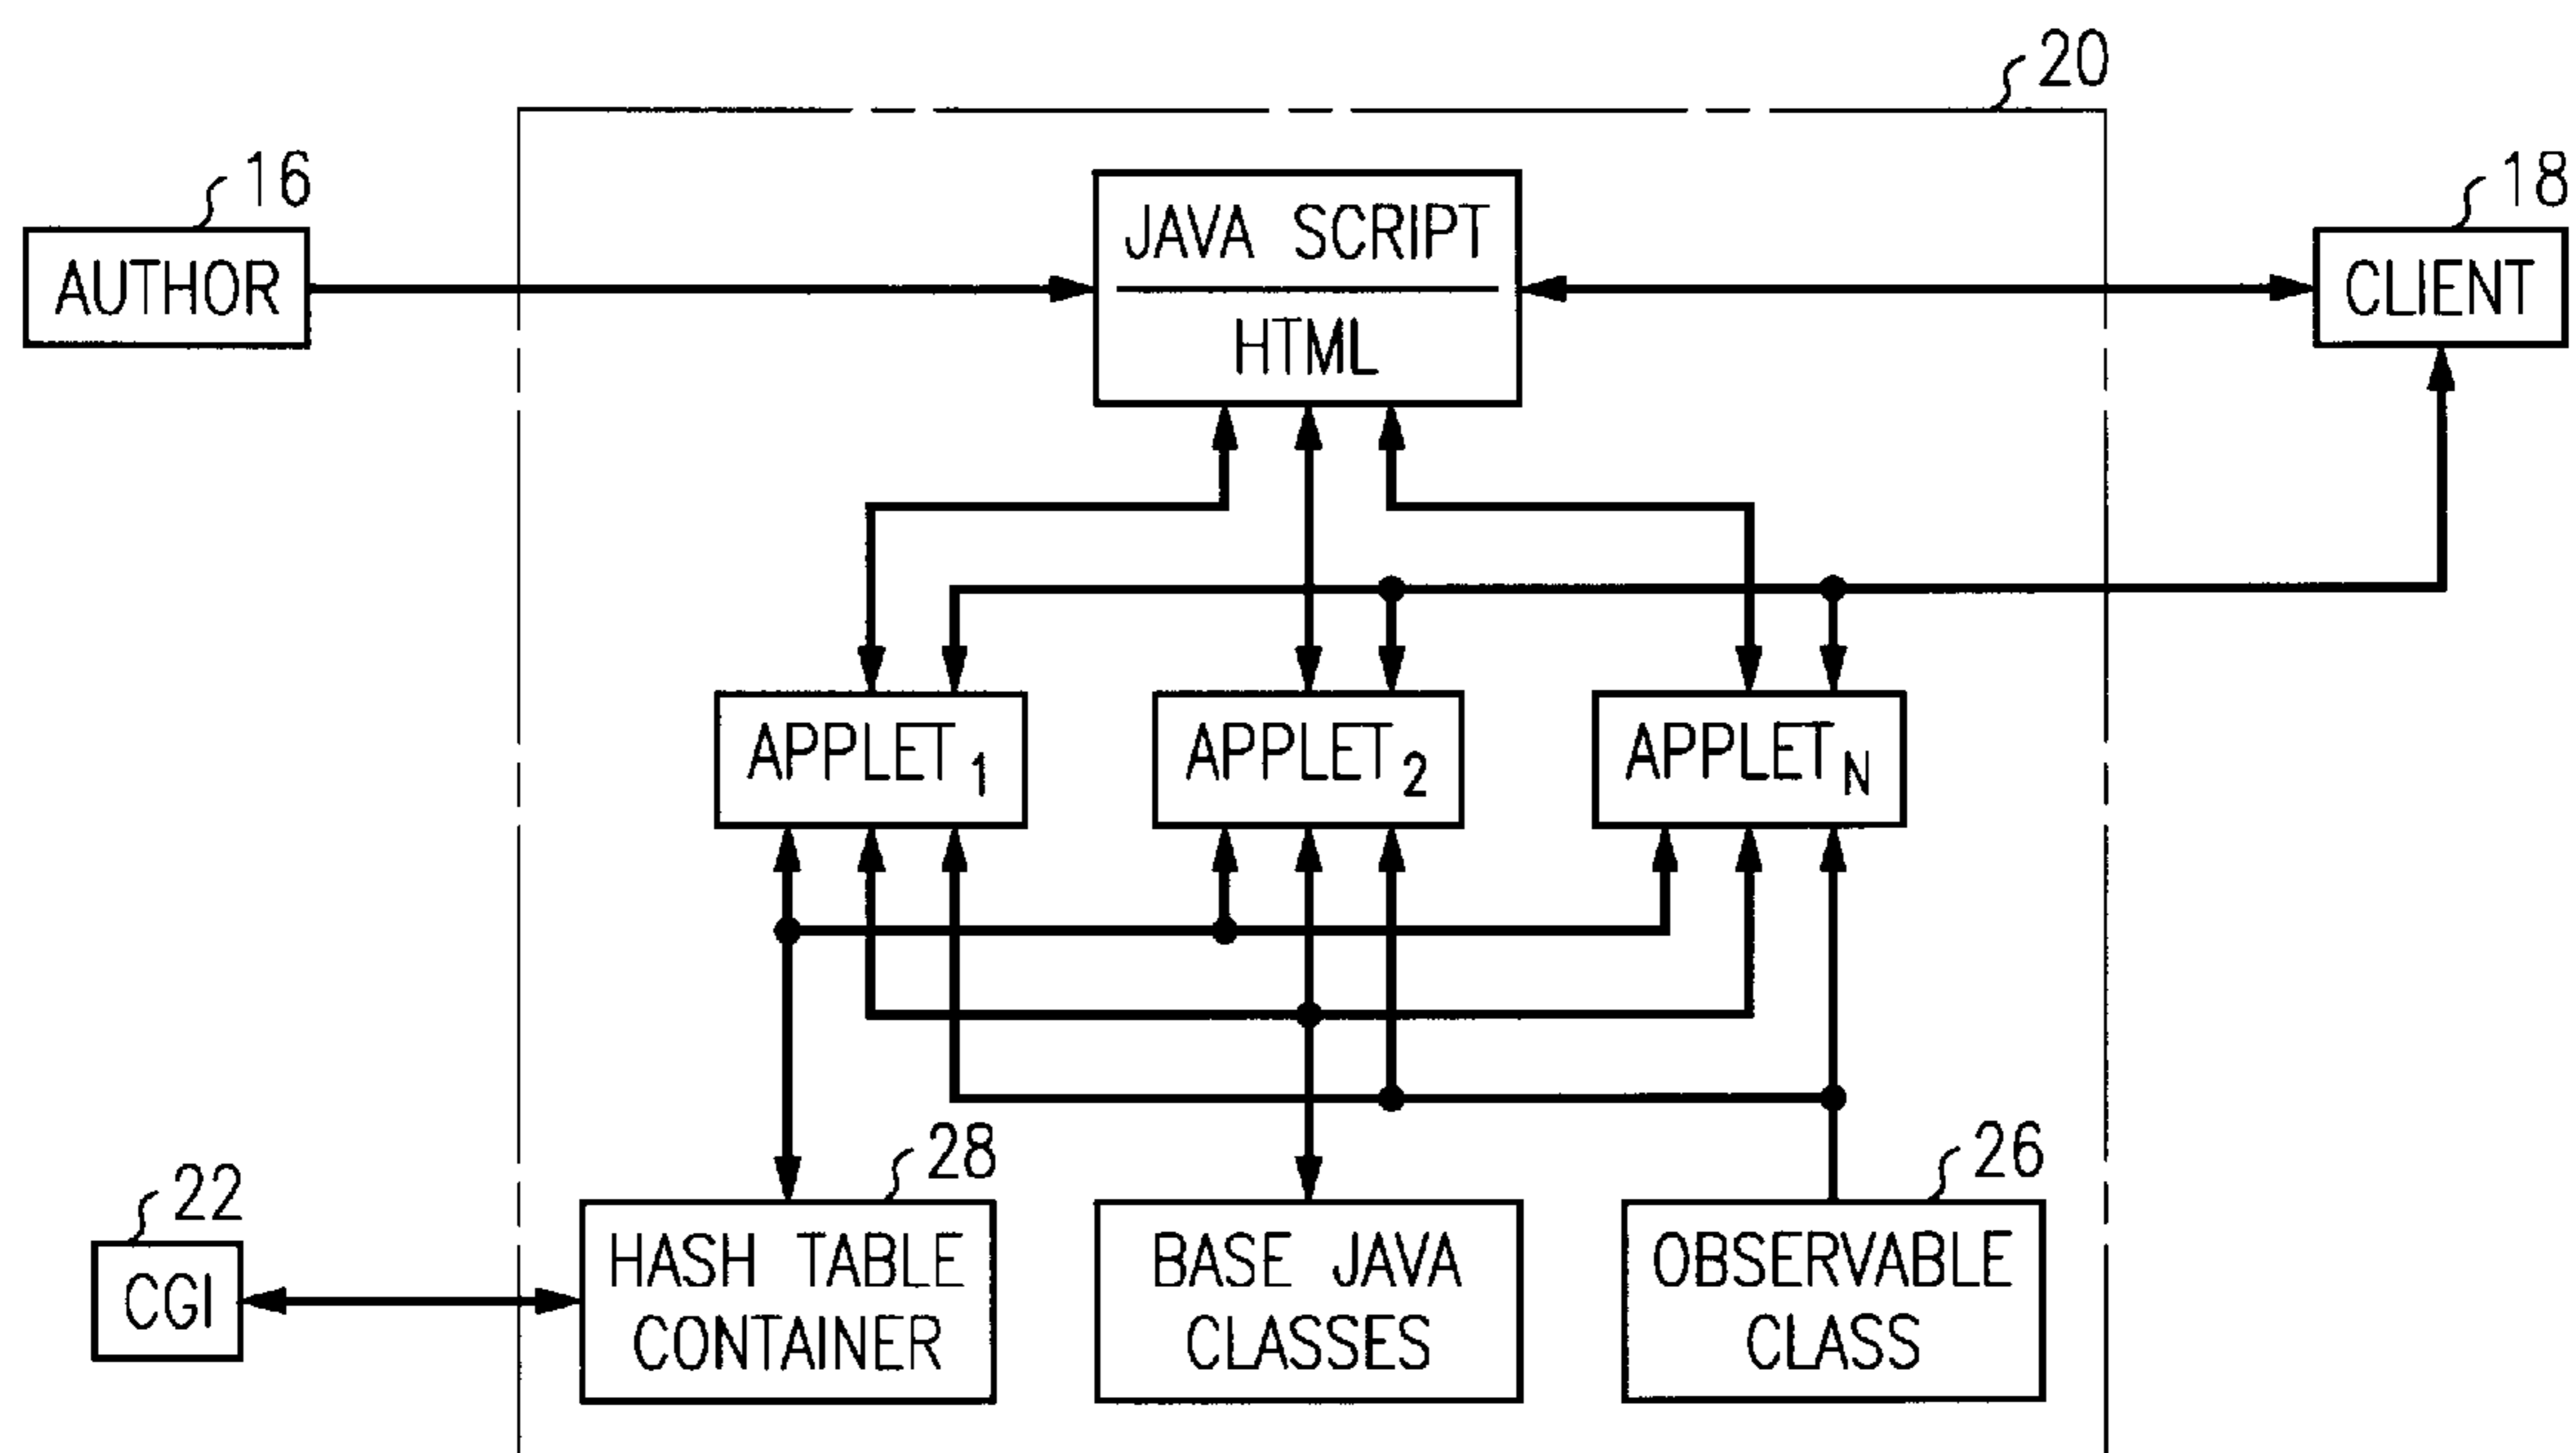 20
16
18
AUTHOR
JAVA SCRIPT
HTML
CLIENT
APPLET 1
APPLET 2
APPLET N
28
26
22
HASH TABLE
CONTAINER
BASE JAVA
CLASSES
OBSERVABLE
CLASS
CGI